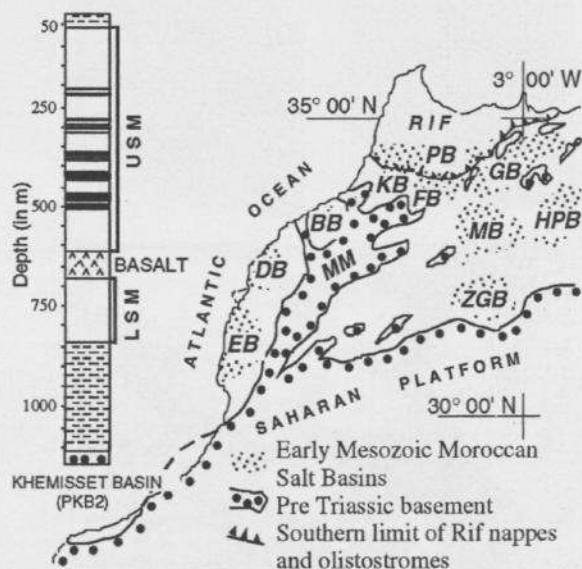 50
250
500
750
1000
Depth (in m)
USM
BASALT
LSM
KHEMISSET BASIN
(PKB2)
3° 00' W
35° 00' N
RIF
PB
GB
KB
FB
OCEAN
BB
HPB
MB
MM
DB
ATLANTIC
ZGB
EB
SAHARAN PLATFORM
30° 00' N
Early Mesozoic Moroccan
Salt Basins
Pre Triassic basement
Southern limit of Rif nappes
and olistostromes